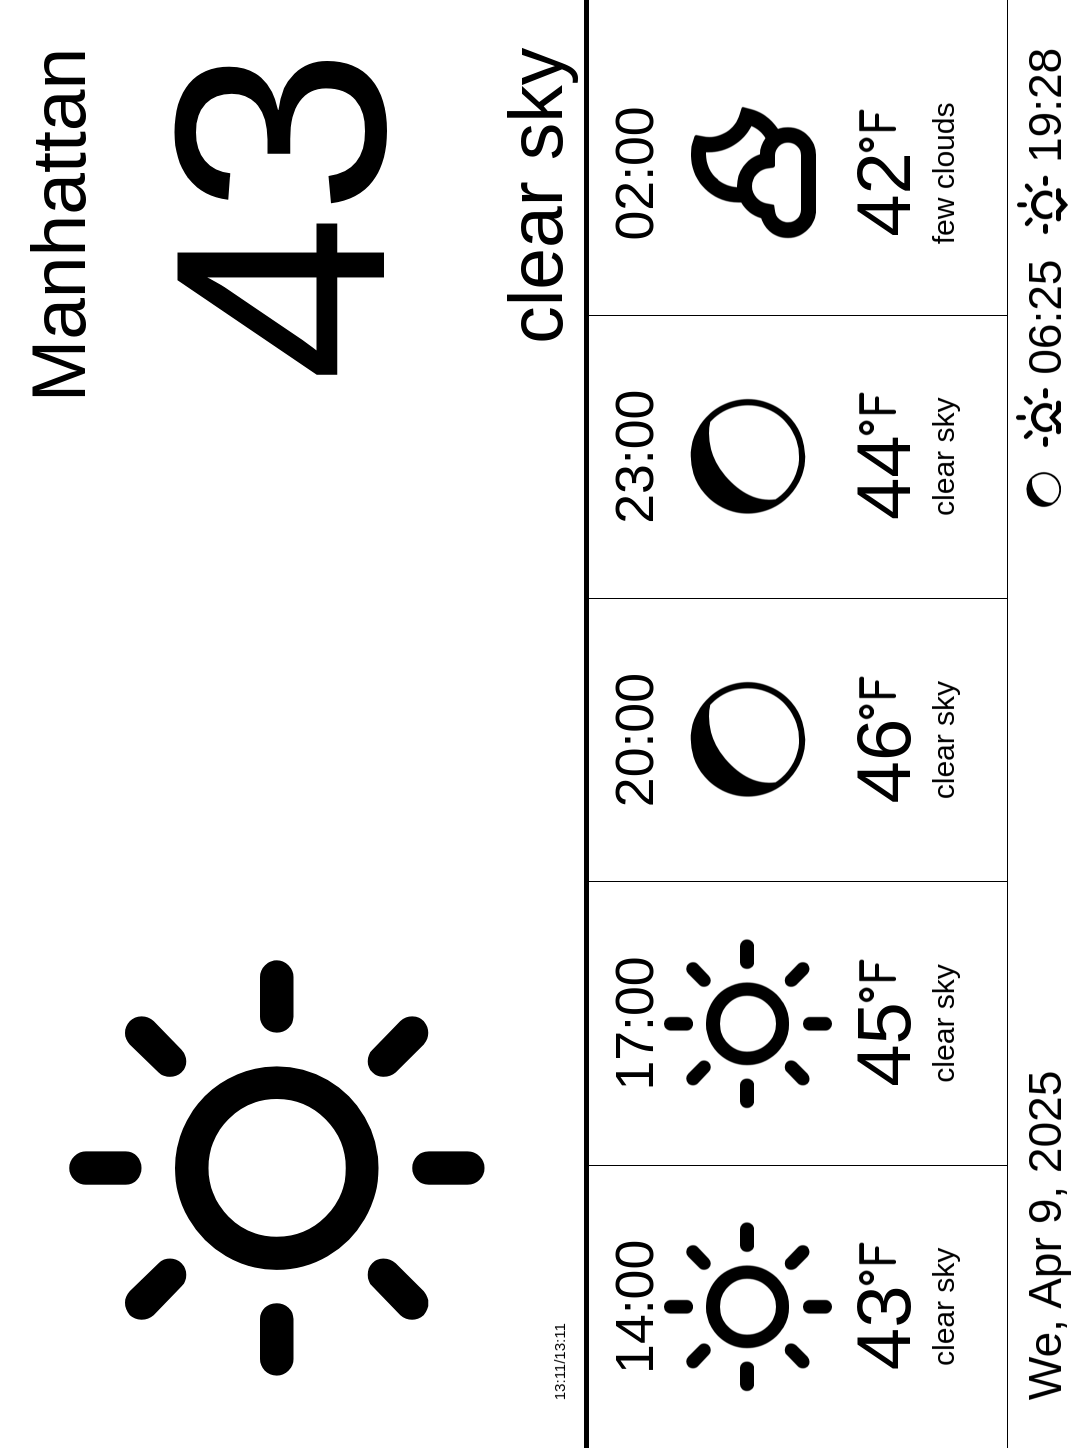 Manhattan
43
clear sky
13:11/13:11
14:00
43°F
clear sky
17:00
45°F
clear sky
20:00
46°F
clear sky
23:00
44°F
clear sky
02:00
42°F
few clouds
We, Apr 9, 2025
06:25
19:28